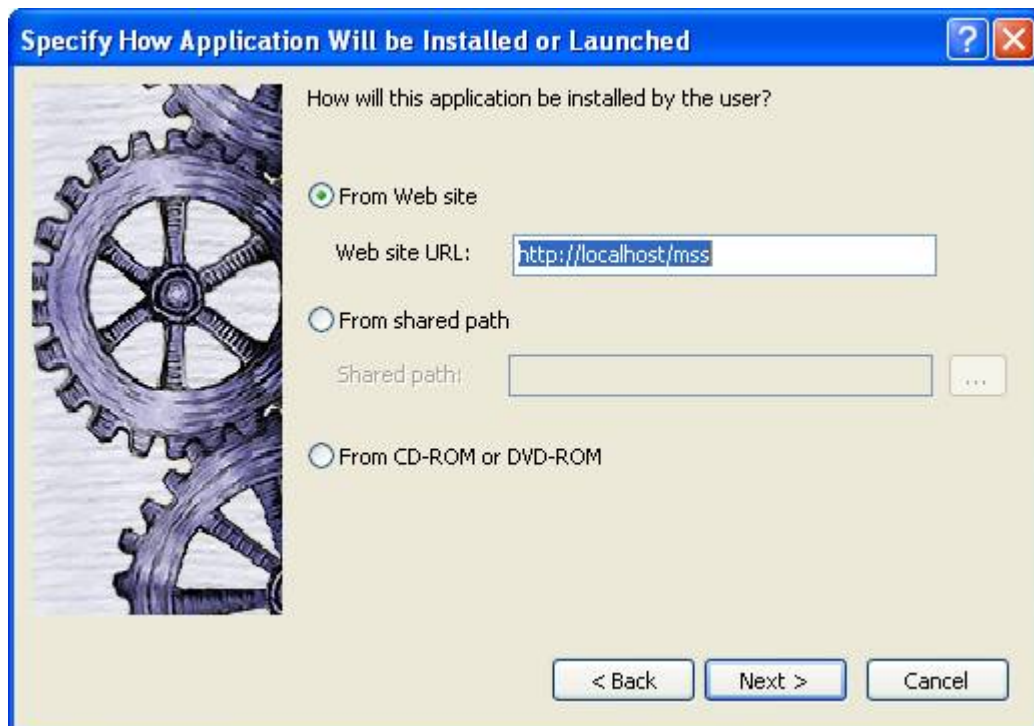 Specify How Application Will be Installed or Launched
How will this application be installed by the user?
From Web site
Web site URL: http://localhost/mss
From shared path
Shared path: ...
From CD-ROM or DVD-ROM
< Back Next > Cancel